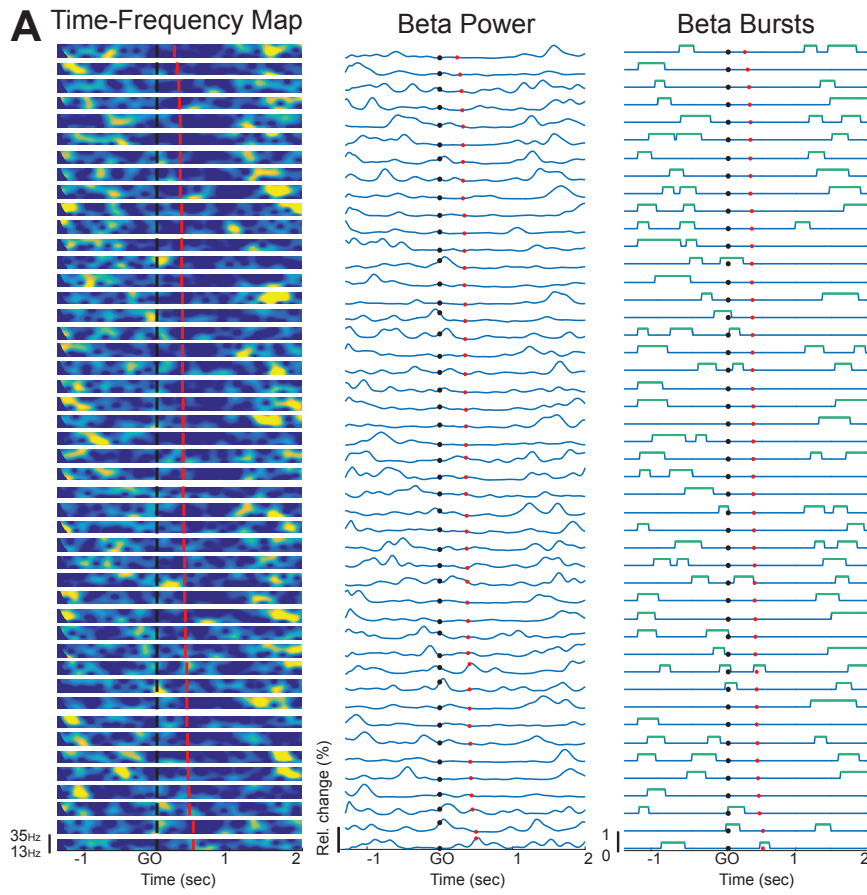 A
Time-Frequency Map
Beta Power
Beta Bursts
35Hz
13Hz
-1
GO
1
2
Time (sec)
Rel. change (%)
-1
GO
1
2
Time (sec)
1
0
-1
GO
1
2
Time (sec)